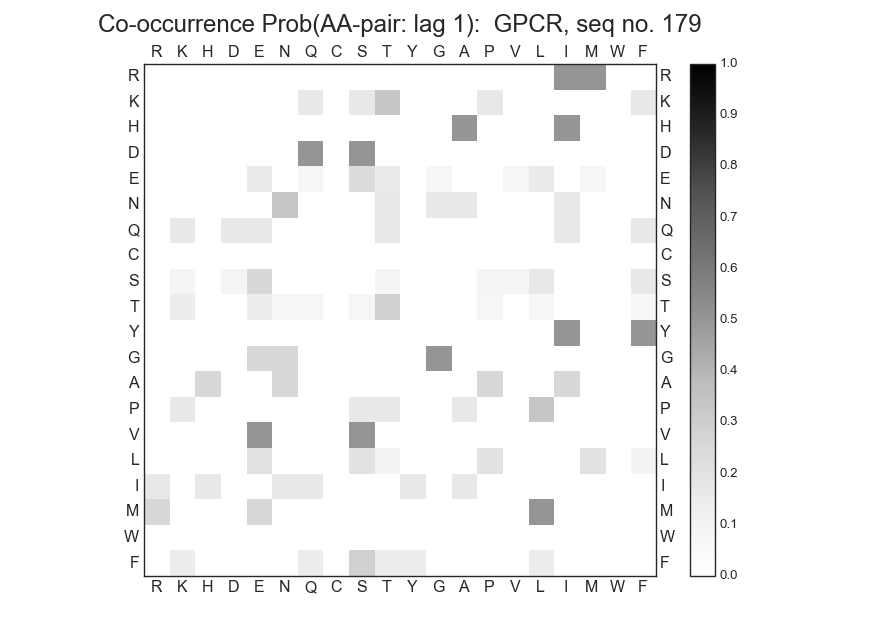 Co-occurrence Prob(AA-pair: lag 1):  GPCR, seq no. 179
R K H D E N Q C S T Y G A P V L I M W F
R R 1.0
K K 0.9
H H
D D 0.8
E E
N N 0.7
Q Q
C C 0.6
S S
T T 0.5
Y Y
G G 0.4
A A
P P 0.3
V V
L L 0.2
I I
M M 0.1
W W
F F 0.0
R K H D E N Q C S T Y G A P V L I M W F